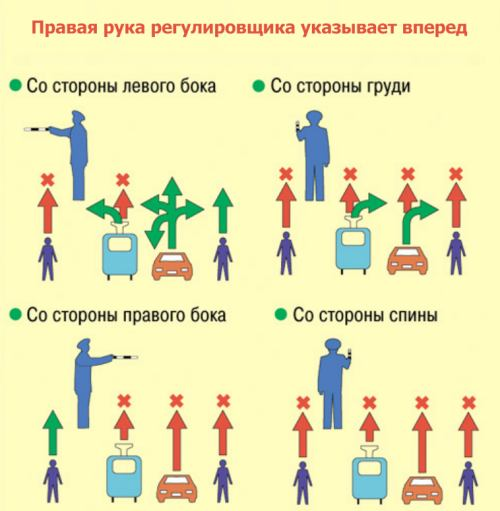 Правая рука регулировщика указывает вперед
Со стороны левого бока
Со стороны груди
Со стороны правого бока
Со стороны спины